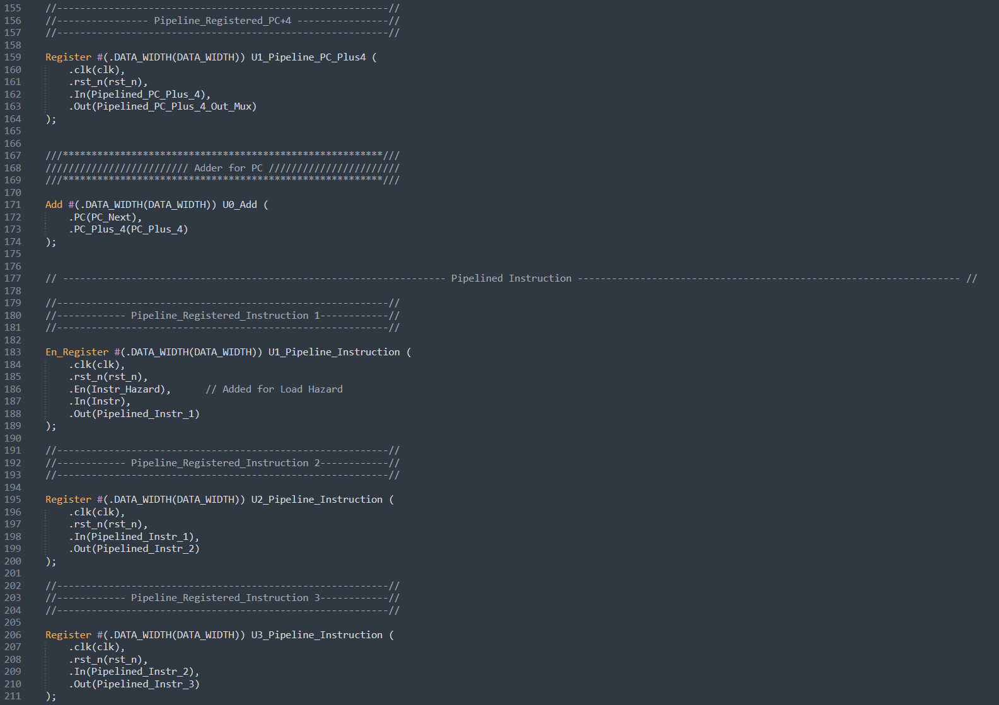 155 //----------------------------------------------------------//
156 //---------------- Pipeline_Registered_PC+4 ----------------//
157 //----------------------------------------------------------//
158
159 Register #(.DATA_WIDTH(DATA_WIDTH)) U1_Pipeline_PC_Plus4 (
160     .clk(clk),
161     .rst_n(rst_n),
162     .In(Pipelined_PC_Plus_4),
163     .Out(Pipelined_PC_Plus_4_Out_Mux)
164 );
165
166
167 ///********************************************************///
168 ///////////////////////// Adder for PC ///////////////////////
169 ///********************************************************///
170
171 Add #(.DATA_WIDTH(DATA_WIDTH)) U0_Add (
172     .PC(PC_Next),
173     .PC_Plus_4(PC_Plus_4)
174 );
175
176
177 // ------------------------------------------------------------------- Pipelined Instruction ------------------------------------------------------------------- //
178
179 //----------------------------------------------------------//
180 //------------ Pipeline_Registered_Instruction 1------------//
181 //----------------------------------------------------------//
182
183 En_Register #(.DATA_WIDTH(DATA_WIDTH)) U1_Pipeline_Instruction (
184     .clk(clk),
185     .rst_n(rst_n),
186     .En(Instr_Hazard),      // Added for Load Hazard
187     .In(Instr),
188     .Out(Pipelined_Instr_1)
189 );
190
191 //----------------------------------------------------------//
192 //------------ Pipeline_Registered_Instruction 2------------//
193 //----------------------------------------------------------//
194
195 Register #(.DATA_WIDTH(DATA_WIDTH)) U2_Pipeline_Instruction (
196     .clk(clk),
197     .rst_n(rst_n),
198     .In(Pipelined_Instr_1),
199     .Out(Pipelined_Instr_2)
200 );
201
202 //----------------------------------------------------------//
203 //------------ Pipeline_Registered_Instruction 3------------//
204 //----------------------------------------------------------//
205
206 Register #(.DATA_WIDTH(DATA_WIDTH)) U3_Pipeline_Instruction (
207     .clk(clk),
208     .rst_n(rst_n),
209     .In(Pipelined_Instr_2),
210     .Out(Pipelined_Instr_3)
211 );